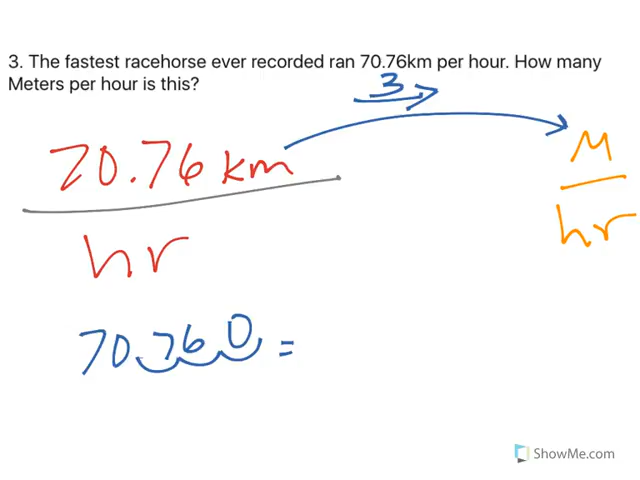 3. The fastest racehorse ever recorded ran 70.76km per hour. How many
Meters per hour is this?
3
70.76 km
hr
M
hr
70.760 =
ShowMe.com